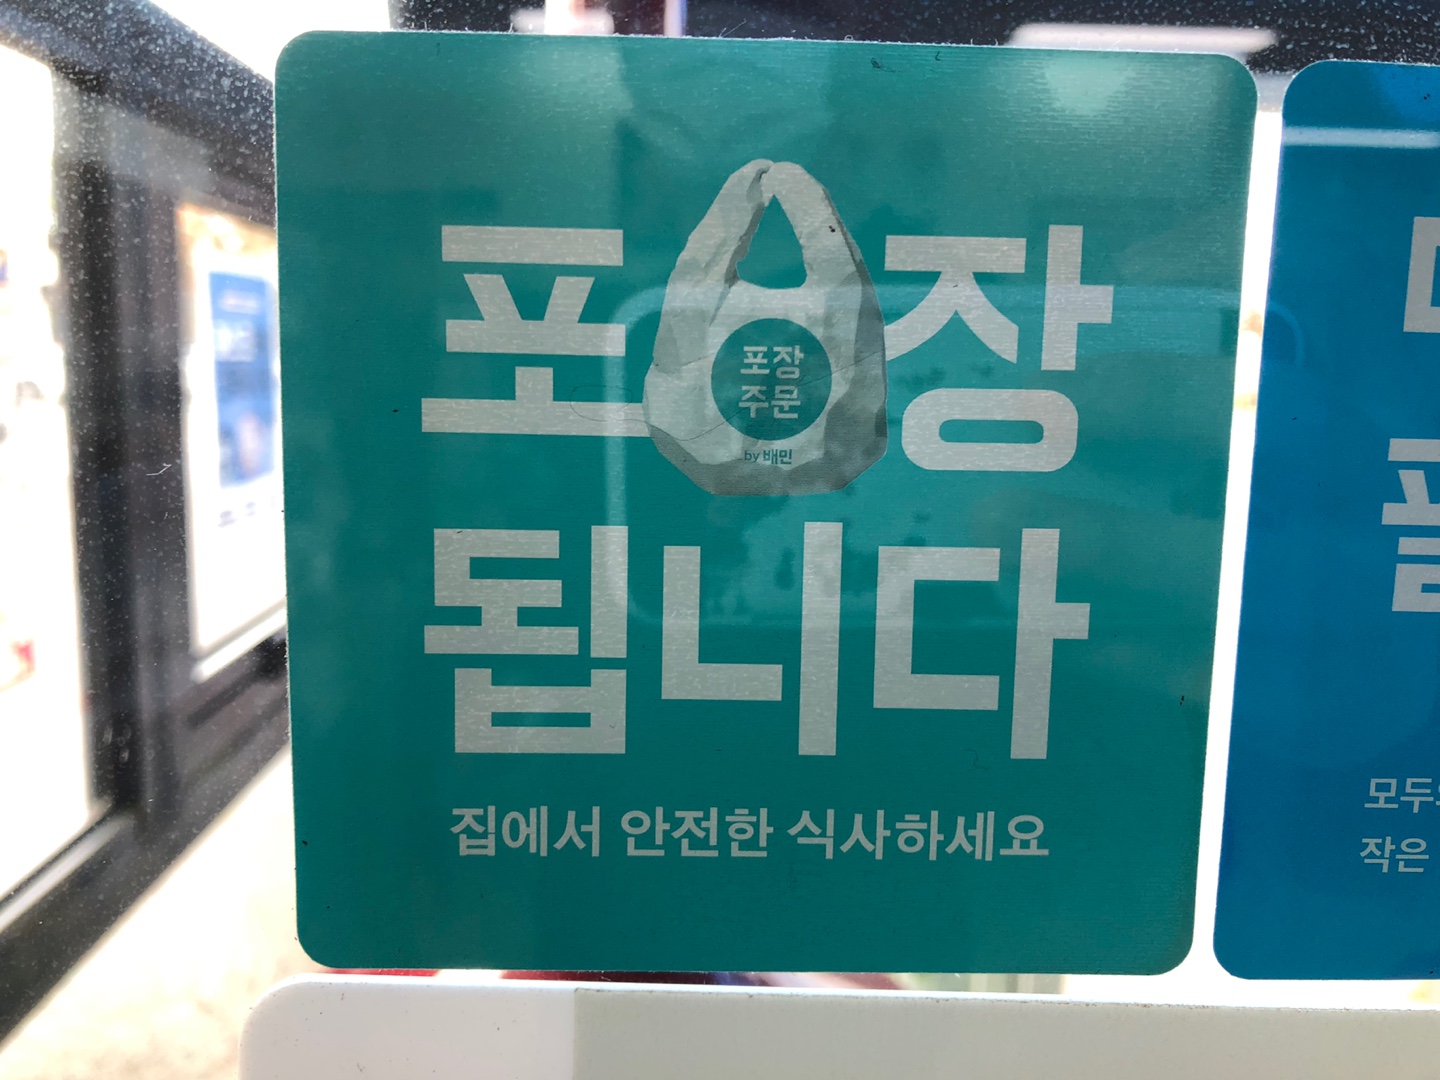 포장
포장
주문
by 배민
됩니다
집에서 안전한 식사하세요
모두
작은